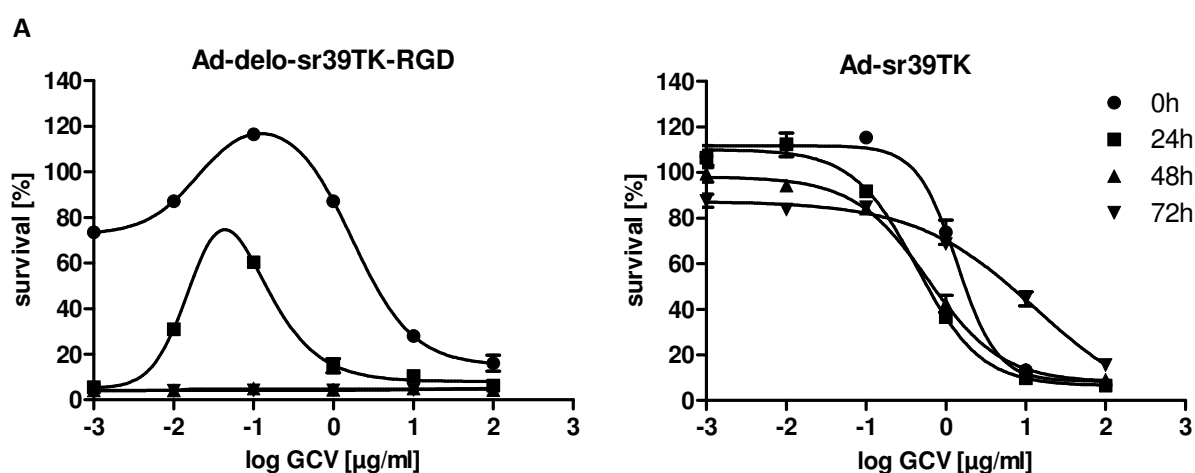 A
Ad-delo-sr39TK-RGD
survival [%]
140
120
100
80
60
40
20
0
-3 -2 -1 0 1 2 3
log GCV [µg/ml]
Ad-sr39TK
survival [%]
140
120
100
80
60
40
20
0
-3 -2 -1 0 1 2 3
log GCV [µg/ml]
0h
24h
48h
72h